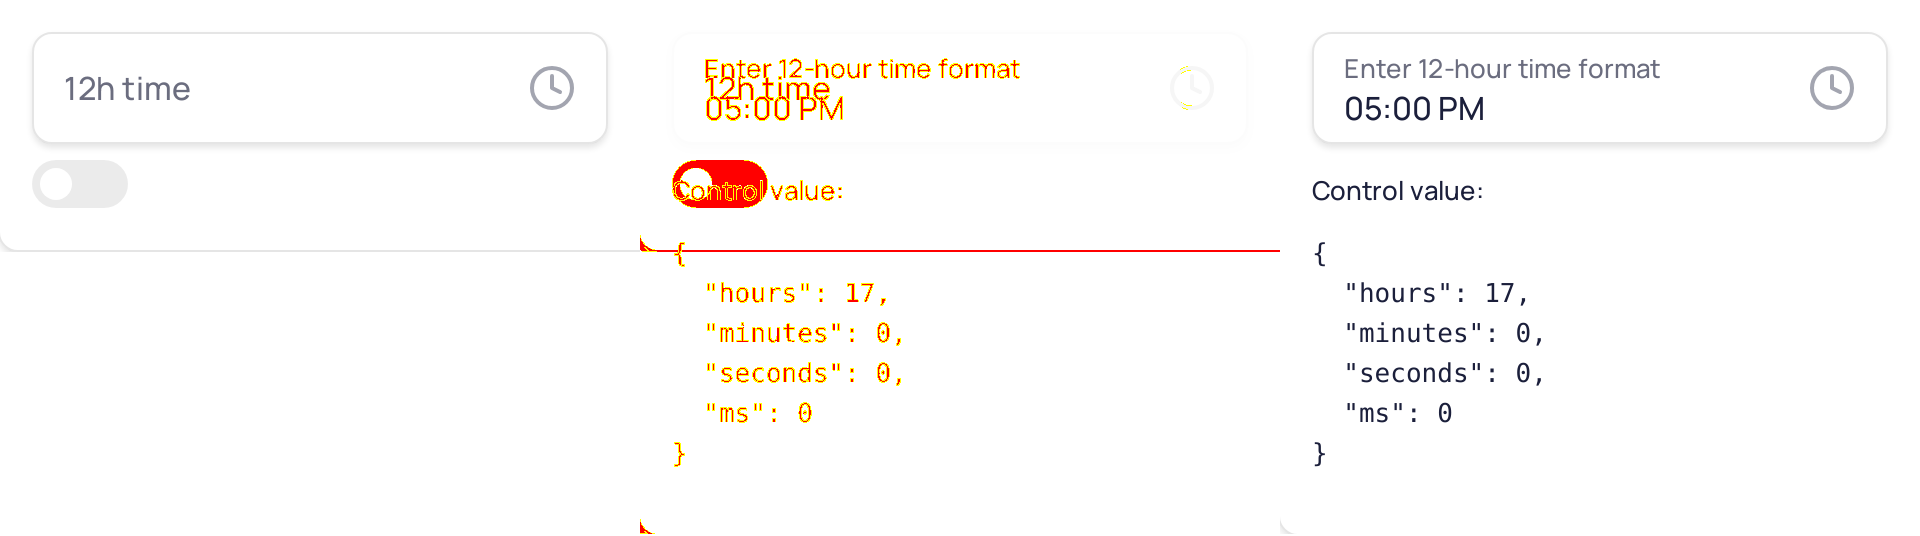 12h time
Enter 12-hour time format
12h time
05:00 PM
Control value:
{
"hours": 17,
"minutes": 0,
"seconds": 0,
"ms": 0
}
Enter 12-hour time format
05:00 PM
Control value:
{
"hours": 17,
"minutes": 0,
"seconds": 0,
"ms": 0
}